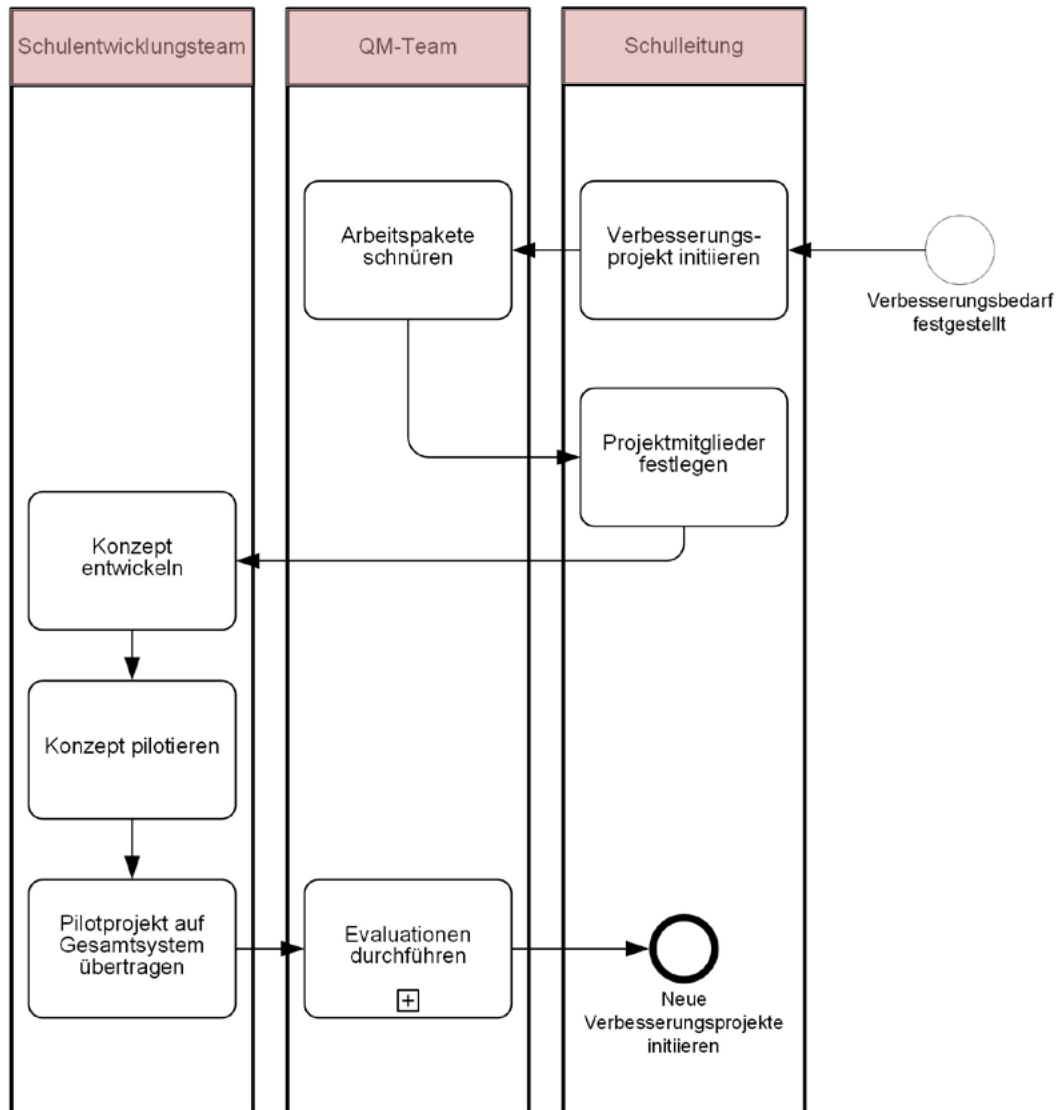 Schulentwicklungsteam
QM-Team
Schulleitung
Arbeitspakete
schnüren
Verbesserungs-
projekt initiieren
Verbesserungsbedarf
festgestellt
Projektmitglieder
festlegen
Konzept
entwickeln
Konzept pilotieren
Pilotprojekt auf
Gesamtsystem
übertragen
Evaluationen
durchführen
Neue
Verbesserungsprojekte
initiieren